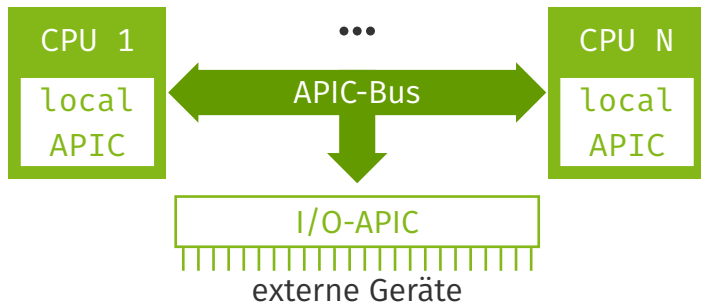 CPU 1
...
CPU N
local
APIC
APIC-Bus
local
APIC
I/O-APIC
externe Geräte